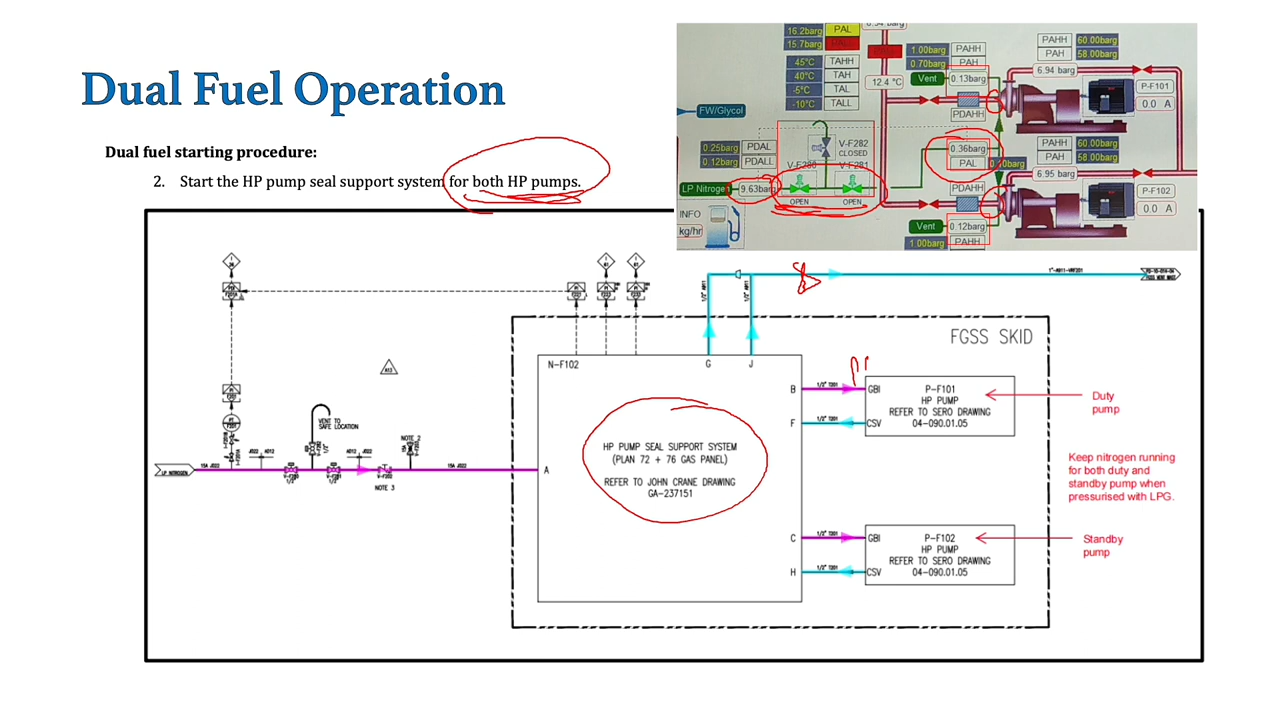 Dual Fuel Operation
Dual fuel starting procedure:
2. Start the HP pump seal support system for both HP pumps.
16.2barg PAL
15.7barg
45°C TAHH
40°C TAH
-5°C TAL
-10°C TALL
12.4 °C
1.00barg PAHH
0.70barg PAH
Vent 0.13barg
PDAHH
PAHH 60.00barg
PAH 58.00barg
6.94 barg
P-F101
0.0 A
FW/Glycol
0.25barg PDAL
0.12barg PDALL
V-F282
CLOSED
LP Nitrogen 9.63barg
OPEN OPEN
0.36barg
PAL
PAHH 60.00barg
PAH 58.00barg
PDAHH
6.95 barg
P-F102
0.0 A
INFO
kg/hr
Vent 0.12barg
1.00barg PAHH
FGSS SKID
N-F102
G J
HP PUMP SEAL SUPPORT SYSTEM
(PLAN 72 + 76 GAS PANEL)
REFER TO JOHN CRANE DRAWING
GA-237151
A
B
F
C
H
GBI
CSV
P-F101
HP PUMP
REFER TO SERO DRAWING
04-090.01.05
GBI
CSV
P-F102
HP PUMP
REFER TO SERO DRAWING
04-090.01.05
VENT TO
SAFE LOCATION
NOTE 2
NOTE 3
LP NITROGEN
15A J022
15A J022
Duty
pump
Keep nitrogen running
for both duty and
standby pump when
pressurised with LPG.
Standby
pump